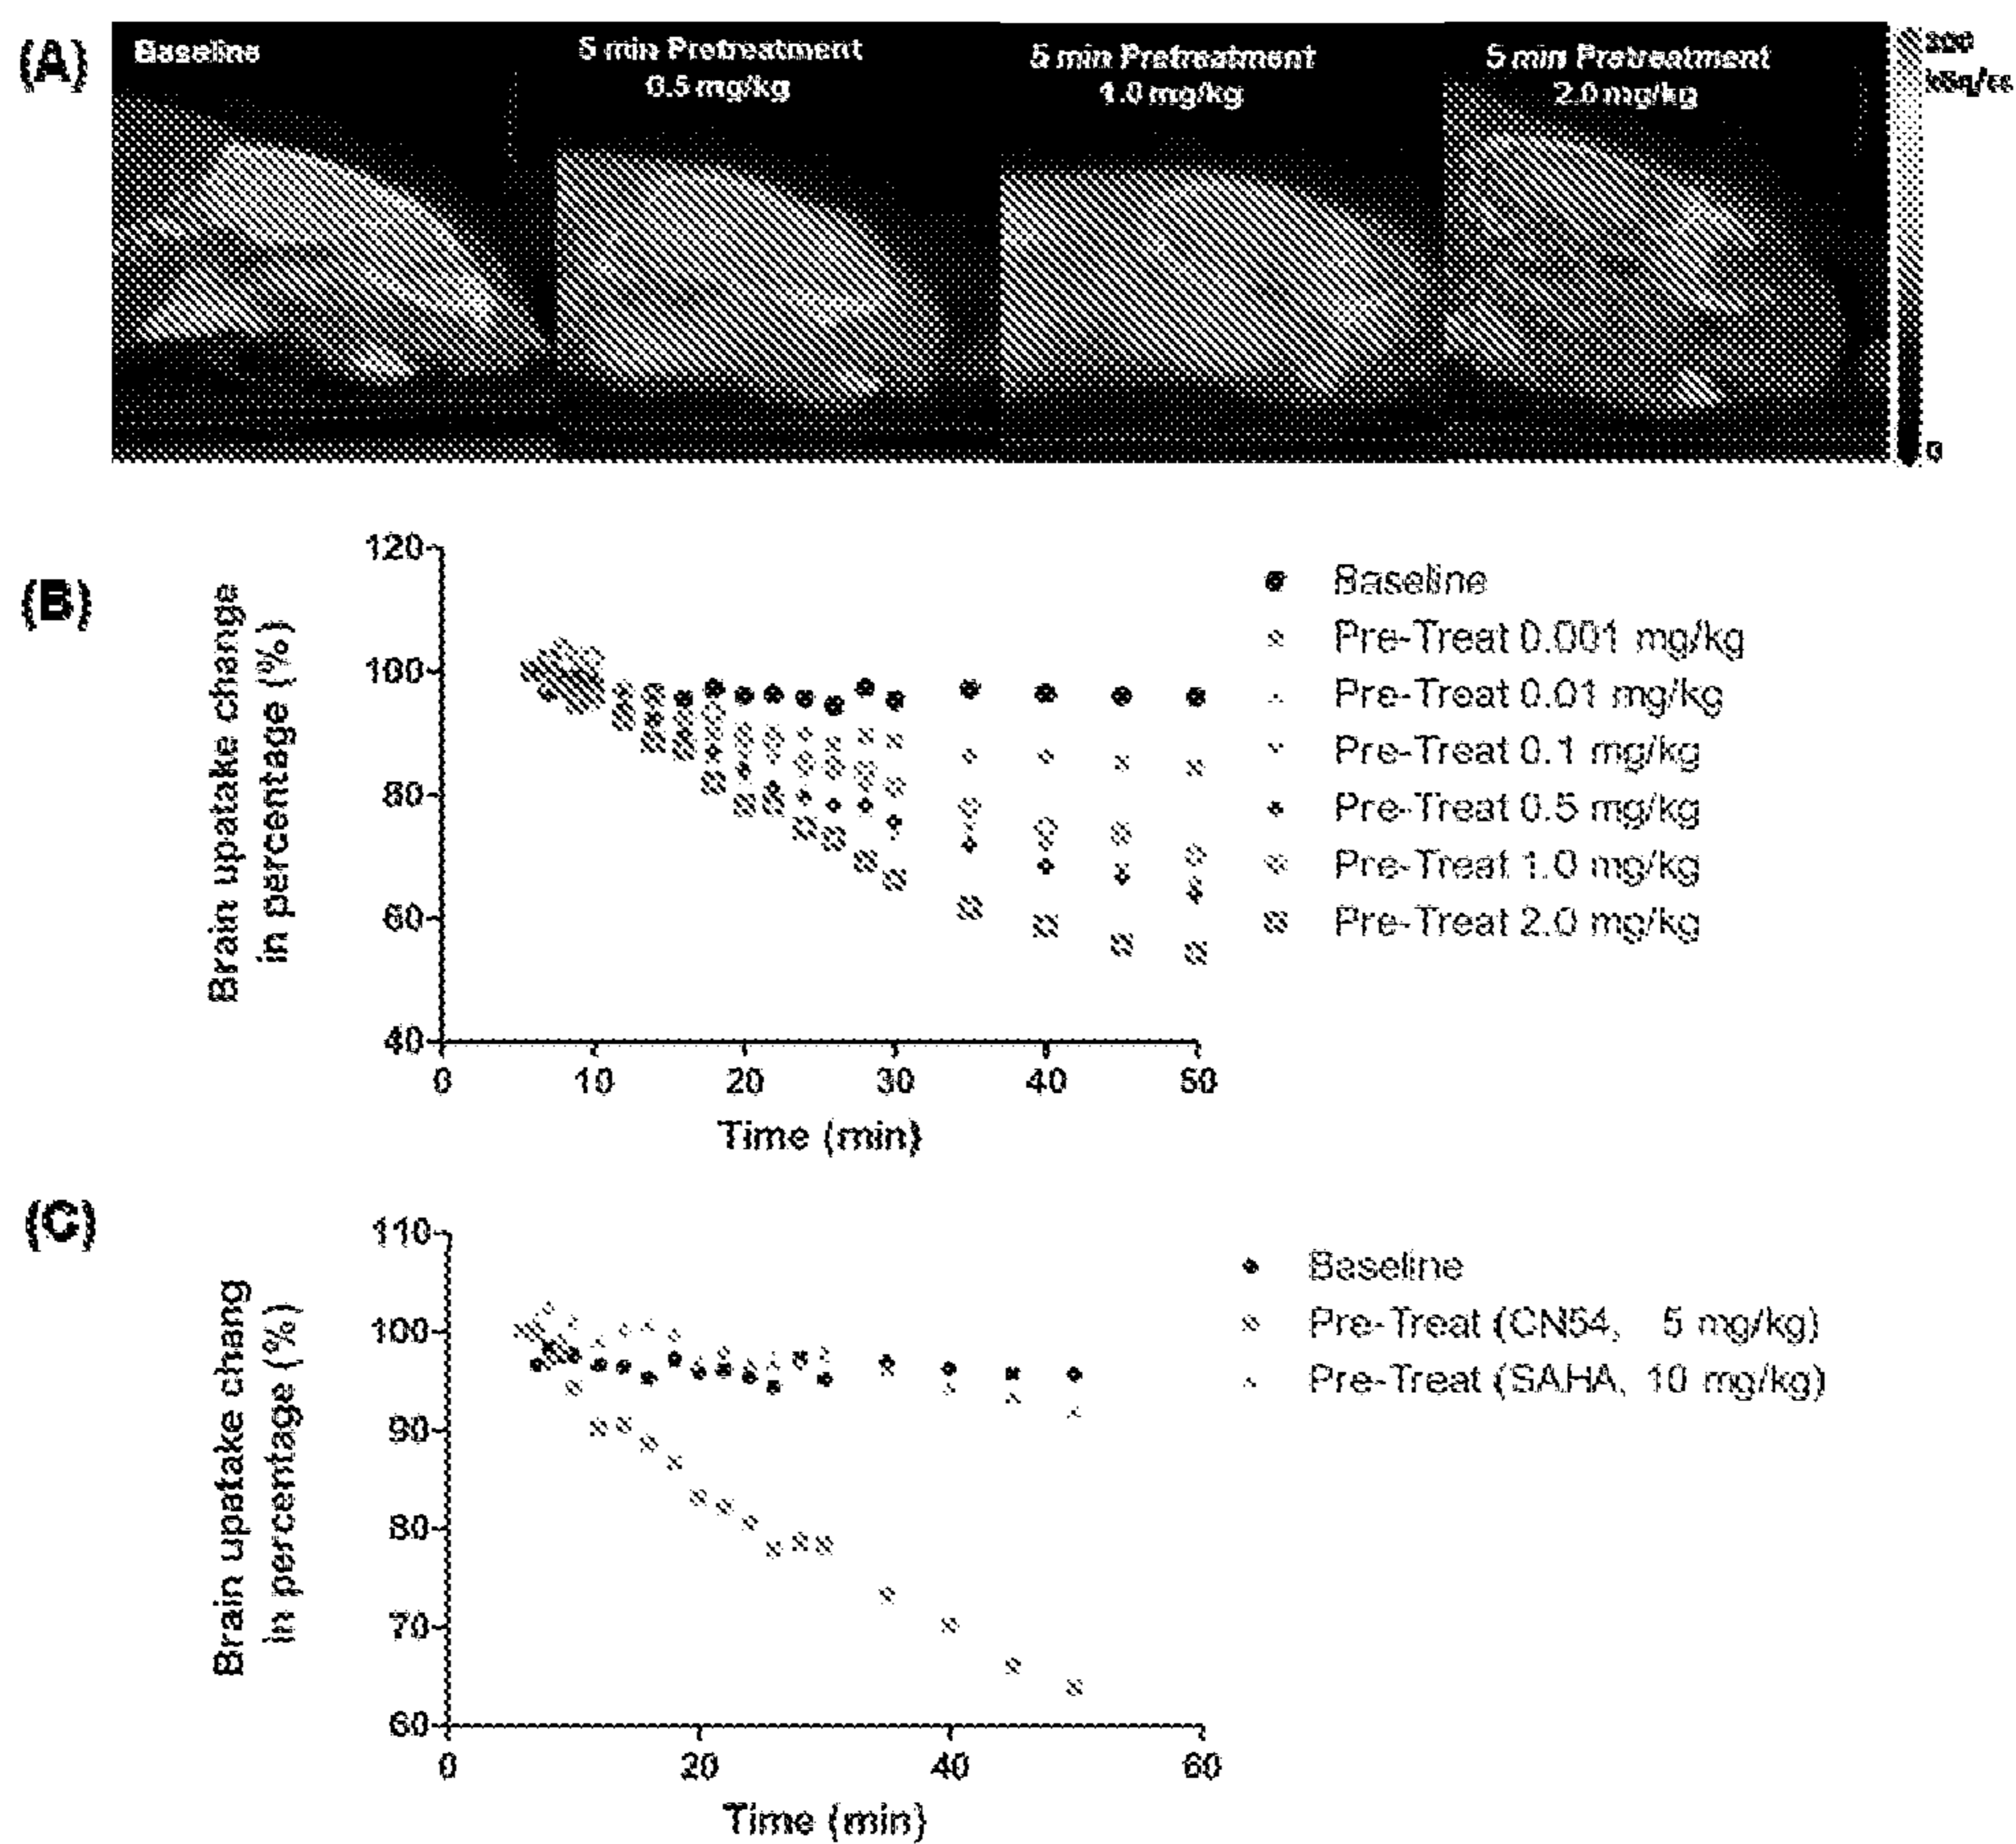 (A)
Baseline
5 min Pretreatment
0.5 mg/kg
5 min Pretreatment
1.0 mg/kg
5 min Pretreatment
2.0 mg/kg
kBq/cc
0
(B)
Brain upatake change
in percentage (%)
120
100
80
60
40
0
10
20
30
40
50
Time (min)
Baseline
Pre-Treat 0.001 mg/kg
Pre-Treat 0.01 mg/kg
Pre-Treat 0.1 mg/kg
Pre-Treat 0.5 mg/kg
Pre-Treat 1.0 mg/kg
Pre-Treat 2.0 mg/kg
(C)
Brain upatake chang
in percentage (%)
110
100
90
80
70
60
0
20
40
60
Time (min)
Baseline
Pre-Treat (CN54, 5 mg/kg)
Pre-Treat (SAHA, 10 mg/kg)